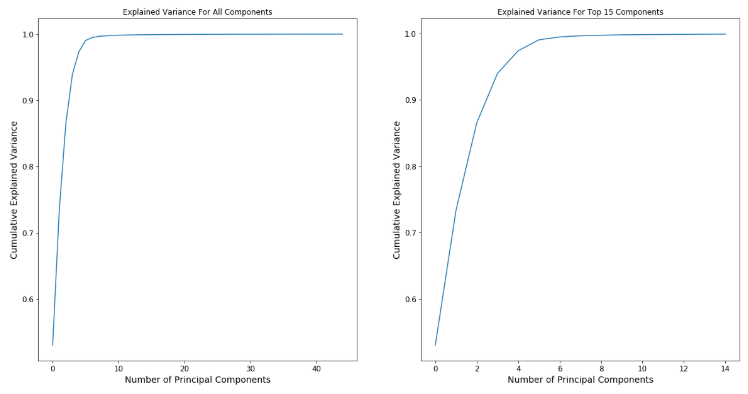 Explained Variance For All Components
1.0
0.9
0.8
0.7
0.6
Cumulative Explained Variance
0 10 20 30 40
Number of Principal Components
Explained Variance For Top 15 Components
1.0
0.9
0.8
0.7
0.6
Cumulative Explained Variance
0 2 4 6 8 10 12 14
Number of Principal Components